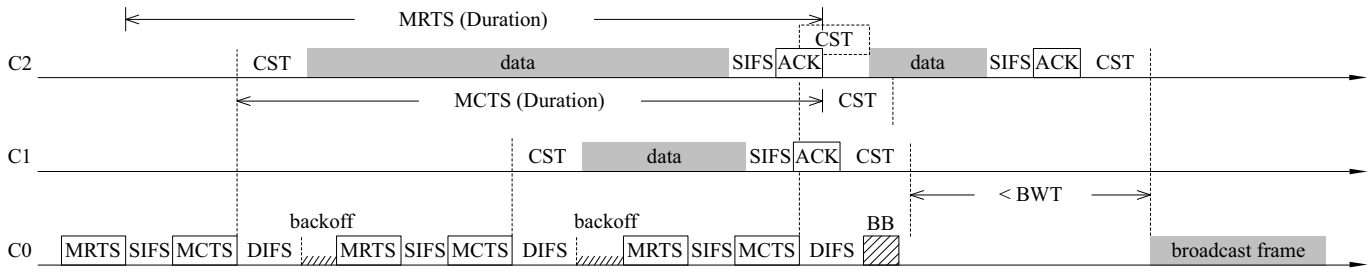 MRTS (Duration)
CST
C2 CST data SIFS ACK data SIFS ACK CST
MCTS (Duration) CST
C1 CST data SIFS ACK CST
< BWT
backoff backoff BB
C0 MRTS SIFS MCTS DIFS MRTS SIFS MCTS DIFS MRTS SIFS MCTS DIFS broadcast frame